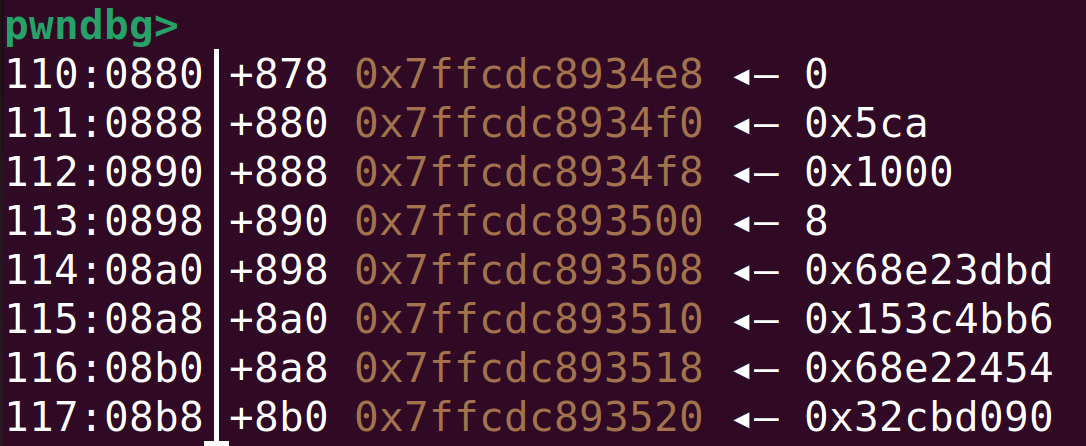 pwndbg>
110:0880│+878 0x7ffcdc8934e8 ◂— 0
111:0888│+880 0x7ffcdc8934f0 ◂— 0x5ca
112:0890│+888 0x7ffcdc8934f8 ◂— 0x1000
113:0898│+890 0x7ffcdc893500 ◂— 8
114:08a0│+898 0x7ffcdc893508 ◂— 0x68e23dbd
115:08a8│+8a0 0x7ffcdc893510 ◂— 0x153c4bb6
116:08b0│+8a8 0x7ffcdc893518 ◂— 0x68e22454
117:08b8│+8b0 0x7ffcdc893520 ◂— 0x32cbd090